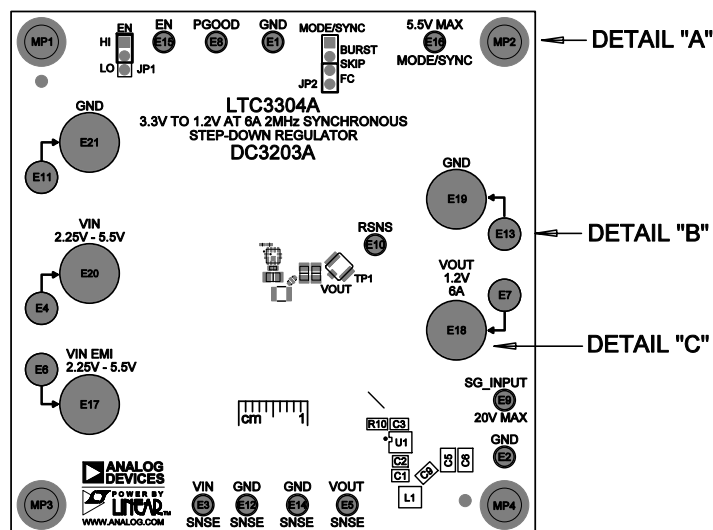 EN
PGOOD
GND
MODE/SYNC
5.5V MAX
MP1
HI
LO
JP1
E15
E8
E1
BURST
SKIP
FC
JP2
E16
MODE/SYNC
MP2
DETAIL "A"
LTC3304A
3.3V TO 1.2V AT 6A 2MHz SYNCHRONOUS
STEP-DOWN REGULATOR
DC3203A
GND
E21
E11
GND
E19
E13
DETAIL "B"
VIN
2.25V - 5.5V
E20
E4
RSNS
E10
TP1
VOUT
VOUT
1.2V
6A
E7
E18
DETAIL "C"
E6
VIN EMI
2.25V - 5.5V
E17
SG_INPUT
E9
20V MAX
cm 1
R10 C3
U1
C2
C1
C9
C5
C6
L1
GND
E2
ANALOG
DEVICES
POWER BY
LINEAR™
WWW.ANALOG.COM
MP3
VIN
E3
SNSE
GND
E12
SNSE
GND
E14
SNSE
VOUT
E5
SNSE
MP4
EN